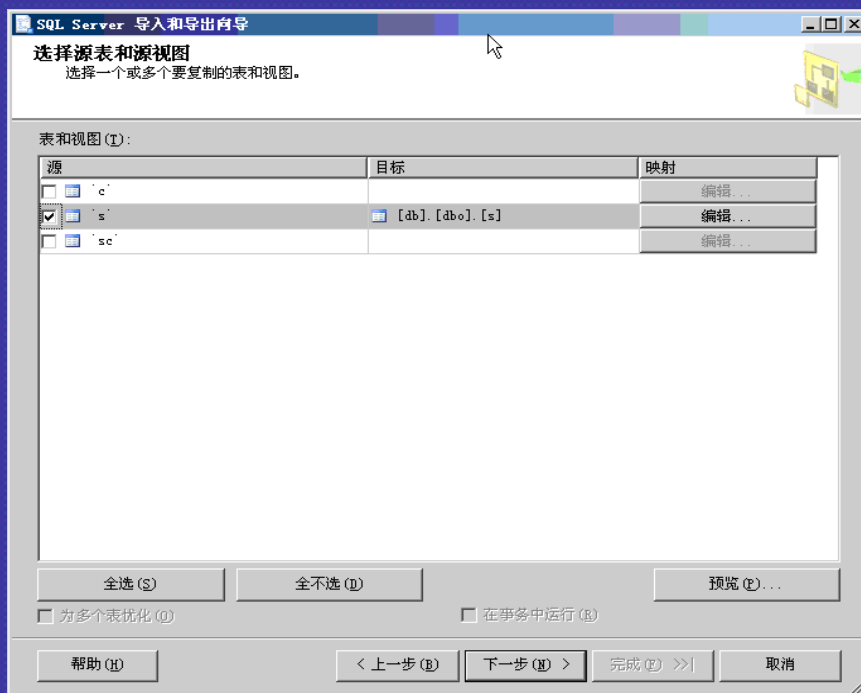 SQL Server 导入和导出向导
选择源表和源视图
选择一个或多个要复制的表和视图。
表和视图(T):
源 目标 映射
`c` 编辑...
`s` [db].[dbo].[s] 编辑...
`sc` 编辑...
全选(S) 全不选(D) 预览(P)...
为多个表优化(O) 在事务中运行(R)
帮助(H) < 上一步(B) 下一步(N) > 完成(F) >>| 取消